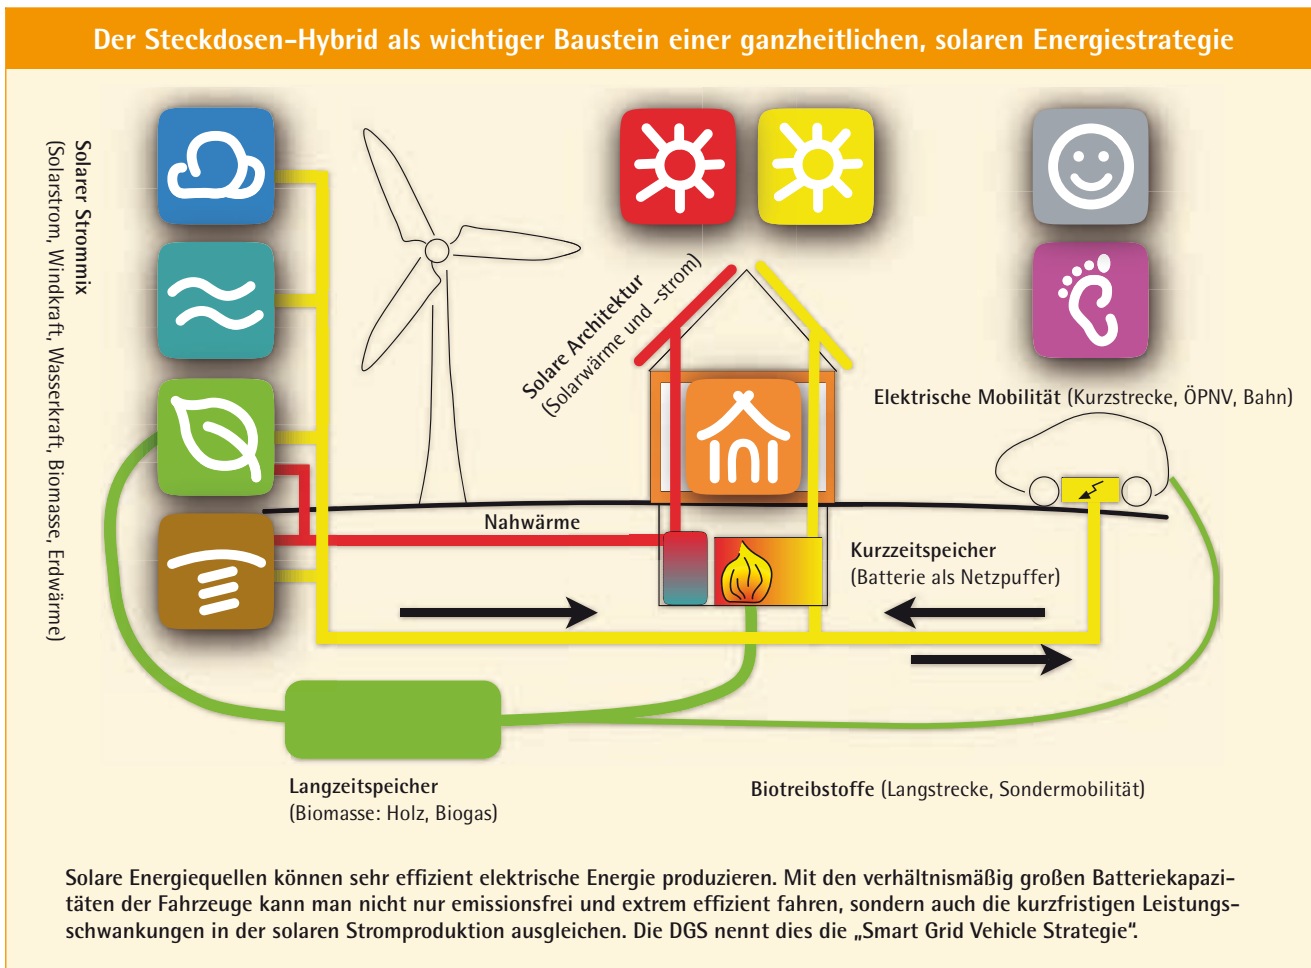 Der Steckdosen-Hybrid als wichtiger Baustein einer ganzheitlichen, solaren Energiestrategie
Solarer Strommix
(Solarstrom, Windkraft, Wasserkraft, Biomasse, Erdwärme)
Solare Architektur
(Solarwärme und -strom)
Elektrische Mobilität (Kurzstrecke, ÖPNV, Bahn)
Nahwärme
Kurzzeitspeicher
(Batterie als Netzpuffer)
Langzeitspeicher
(Biomasse: Holz, Biogas)
Biotreibstoffe (Langstrecke, Sondermobilität)
Solare Energiequellen können sehr effizient elektrische Energie produzieren. Mit den verhältnismäßig großen Batteriekapazi-
täten der Fahrzeuge kann man nicht nur emissionsfrei und extrem effizient fahren, sondern auch die kurzfristigen Leistungs-
schwankungen in der solaren Stromproduktion ausgleichen. Die DGS nennt dies die „Smart Grid Vehicle Strategie“.